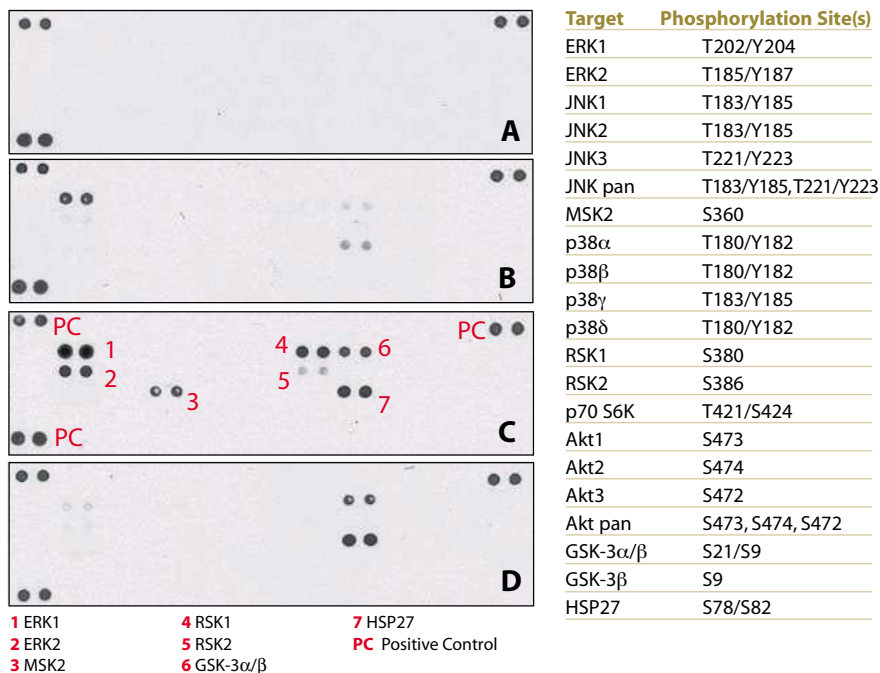 A
B
PC
PC
1
2
3
4
5
6
7
PC
C
D
1 ERK1
2 ERK2
3 MSK2
4 RSK1
5 RSK2
6 GSK-3α/β
7 HSP27
PC Positive Control
Target Phosphorylation Site(s)
ERK1 T202/Y204
ERK2 T185/Y187
JNK1 T183/Y185
JNK2 T183/Y185
JNK3 T221/Y223
JNK pan T183/Y185,T221/Y223
MSK2 S360
p38α T180/Y182
p38β T180/Y182
p38γ T183/Y185
p38δ T180/Y182
RSK1 S380
RSK2 S386
p70 S6K T421/S424
Akt1 S473
Akt2 S474
Akt3 S472
Akt pan S473, S474, S472
GSK-3α/β S21/S9
GSK-3β S9
HSP27 S78/S82